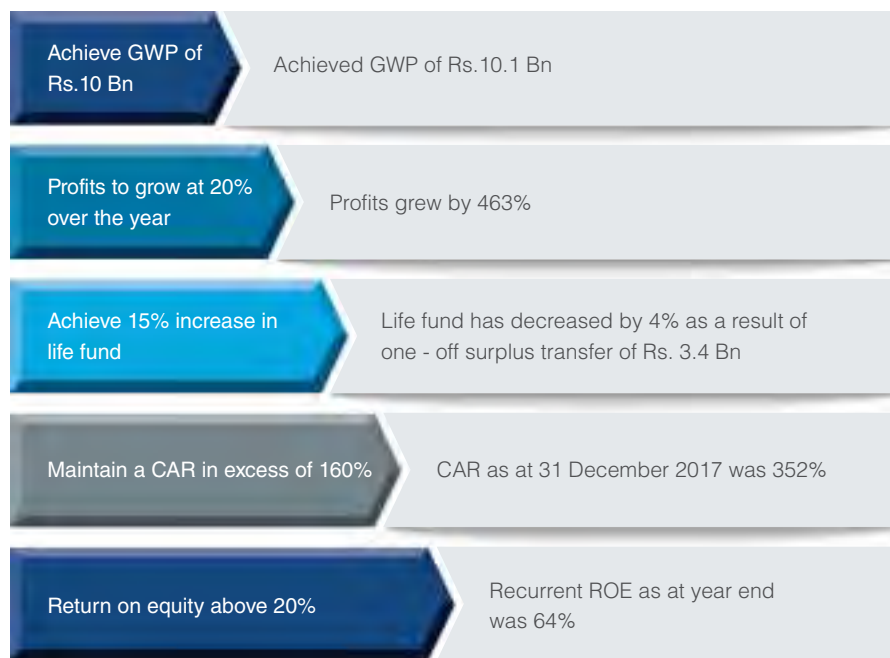 Achieve GWP of
Rs.10 Bn
Achieved GWP of Rs.10.1 Bn
Profits to grow at 20%
over the year
Profits grew by 463%
Achieve 15% increase in
life fund
Life fund has decreased by 4% as a result of
one - off surplus transfer of Rs. 3.4 Bn
Maintain a CAR in excess of 160%
CAR as at 31 December 2017 was 352%
Return on equity above 20%
Recurrent ROE as at year end
was 64%